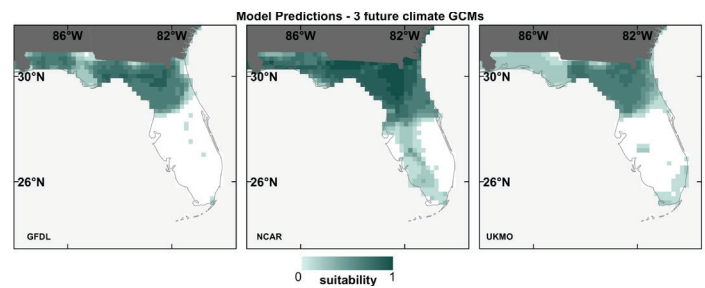 Model Predictions - 3 future climate GCMs
86°W 82°W 86°W 82°W 86°W 82°W
30°N 30°N 30°N
26°N 26°N 26°N
GFDL NCAR UKMO
0 suitability 1